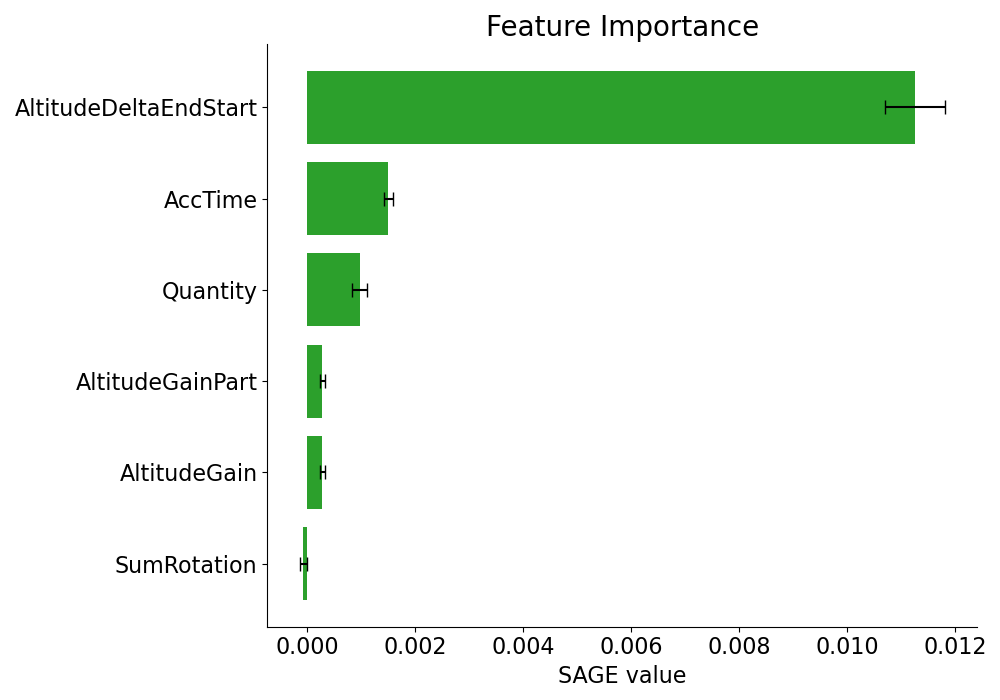 Feature Importance
AltitudeDeltaEndStart
AccTime
Quantity
AltitudeGainPart
AltitudeGain
SumRotation
0.000 0.002 0.004 0.006 0.008 0.010 0.012
SAGE value